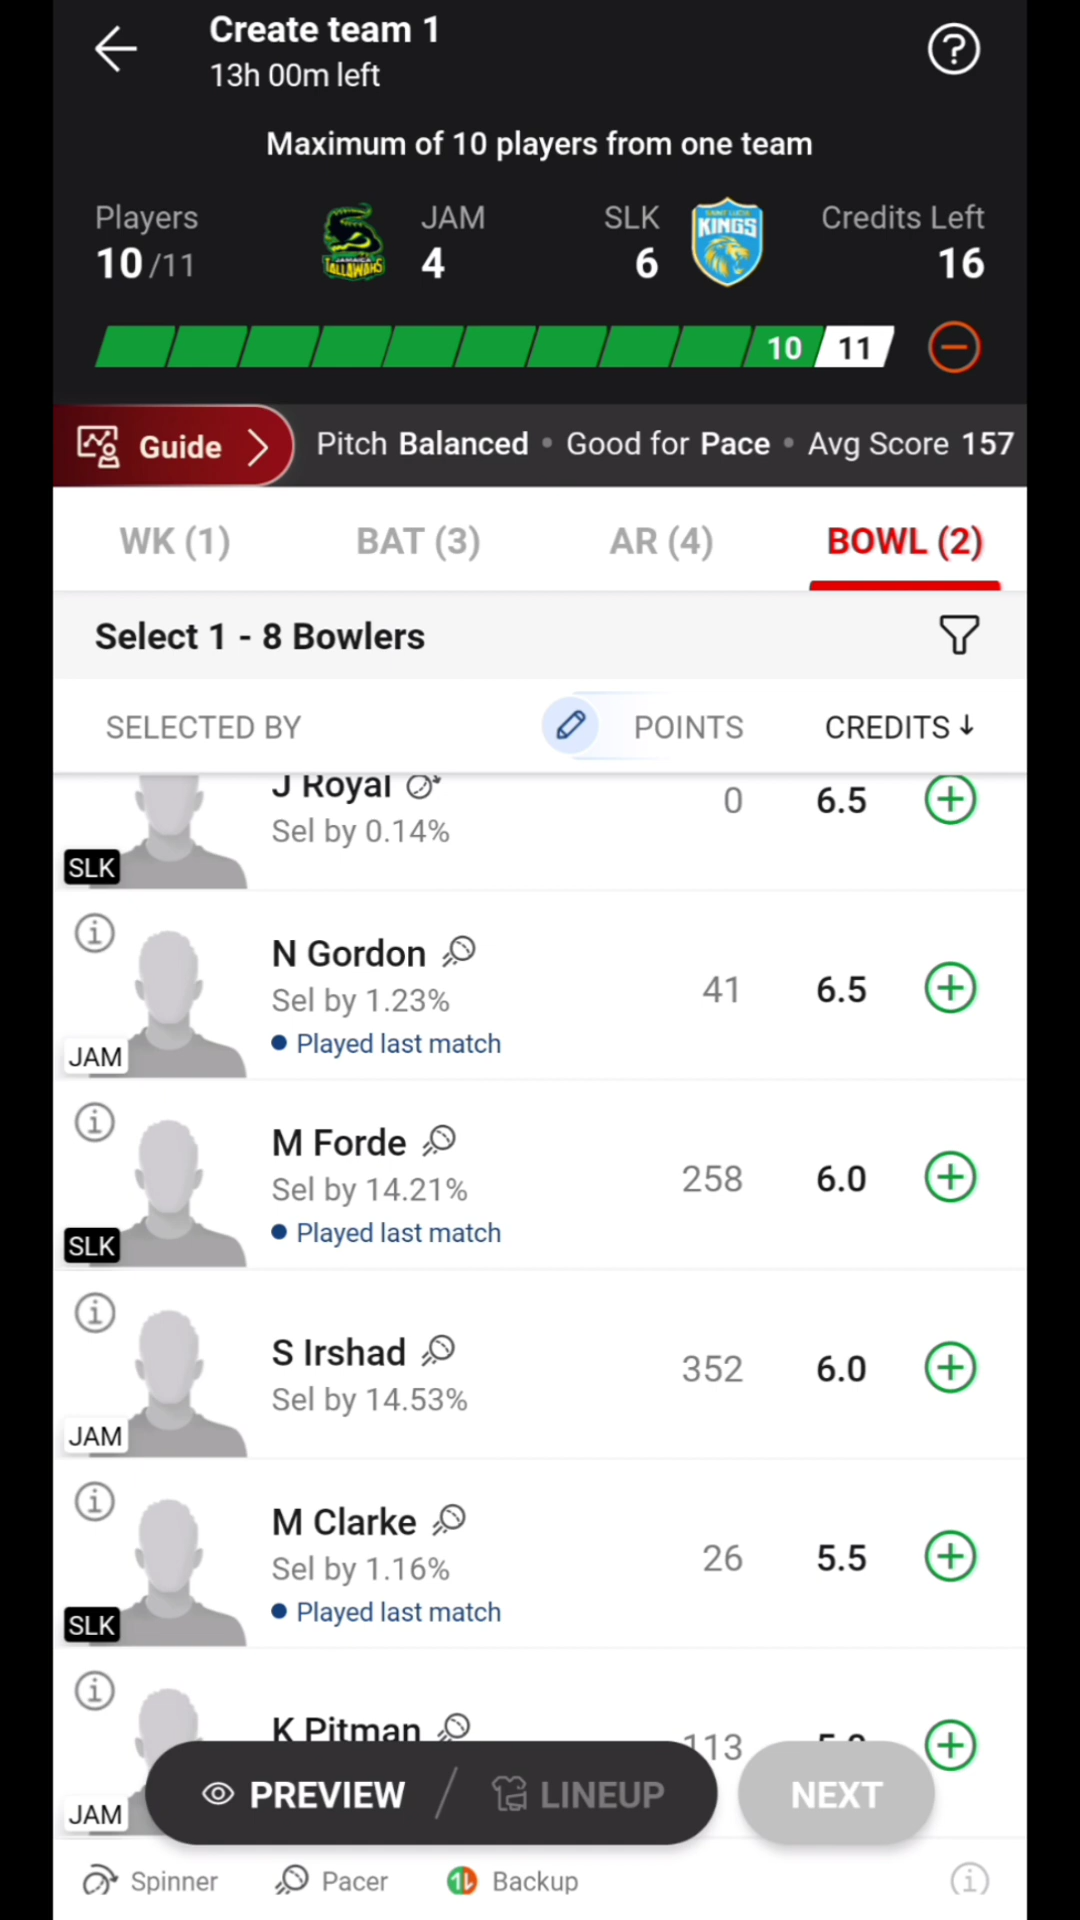 Create team 1
13h 00m left
Maximum of 10 players from one team
Players JAM SLK Credits Left
10/11 4 6 16
JAMAICA
TALLAWAHS
SAINT LUCIA
KINGS
10 11
Guide Pitch Balanced • Good for Pace • Avg Score 157
WK (1) BAT (3) AR (4) BOWL (2)
Select 1 - 8 Bowlers
SELECTED BY POINTS CREDITS ↓
J Royal 0 6.5
Sel by 0.14%
SLK
N Gordon 41 6.5
Sel by 1.23%
Played last match
JAM
M Forde 258 6.0
Sel by 14.21%
Played last match
SLK
S Irshad 352 6.0
Sel by 14.53%
JAM
M Clarke 26 5.5
Sel by 1.16%
Played last match
SLK
K Pitman 113
JAM
PREVIEW / LINEUP NEXT
Spinner Pacer Backup